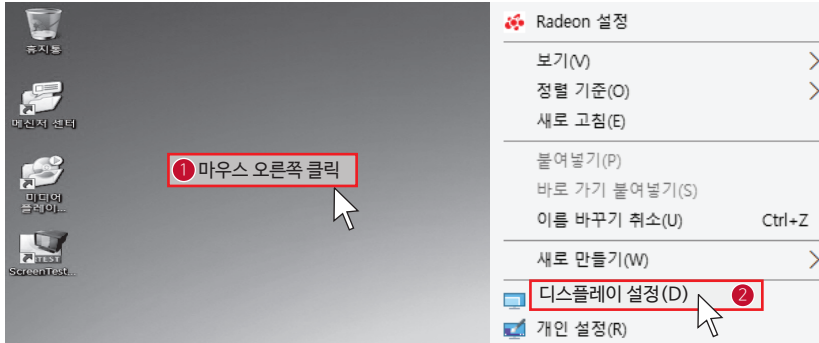 휴지통
메신저 센터
미디어
플레이...
TEST
ScreenTest...
1 마우스 오른쪽 클릭
Radeon 설정
보기(V)
정렬 기준(O)
새로 고침(E)
붙여넣기(P)
바로 가기 붙여넣기(S)
이름 바꾸기 취소(U) Ctrl+Z
새로 만들기(W)
디스플레이 설정(D) 2
개인 설정(R)